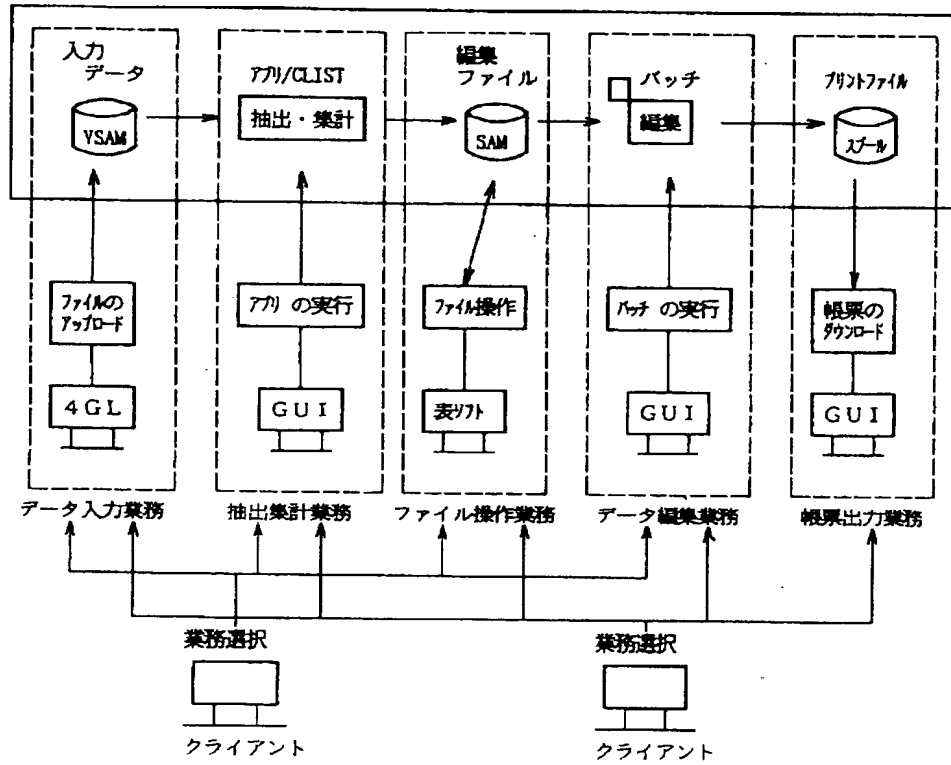 入力
データ
VSAM
アプリ/CLIST
抽出・集計
編集
ファイル
SAM
バッチ
編集
プリントファイル
スプール
ファイルの
アップロード
アプリ の実行
ファイル操作
バッチ の実行
帳票の
ダウンロード
4GL
GUI
表ソフト
GUI
GUI
データ入力業務
抽出集計業務
ファイル操作業務
データ編集業務
帳票出力業務
業務選択
業務選択
クライアント
クライアント